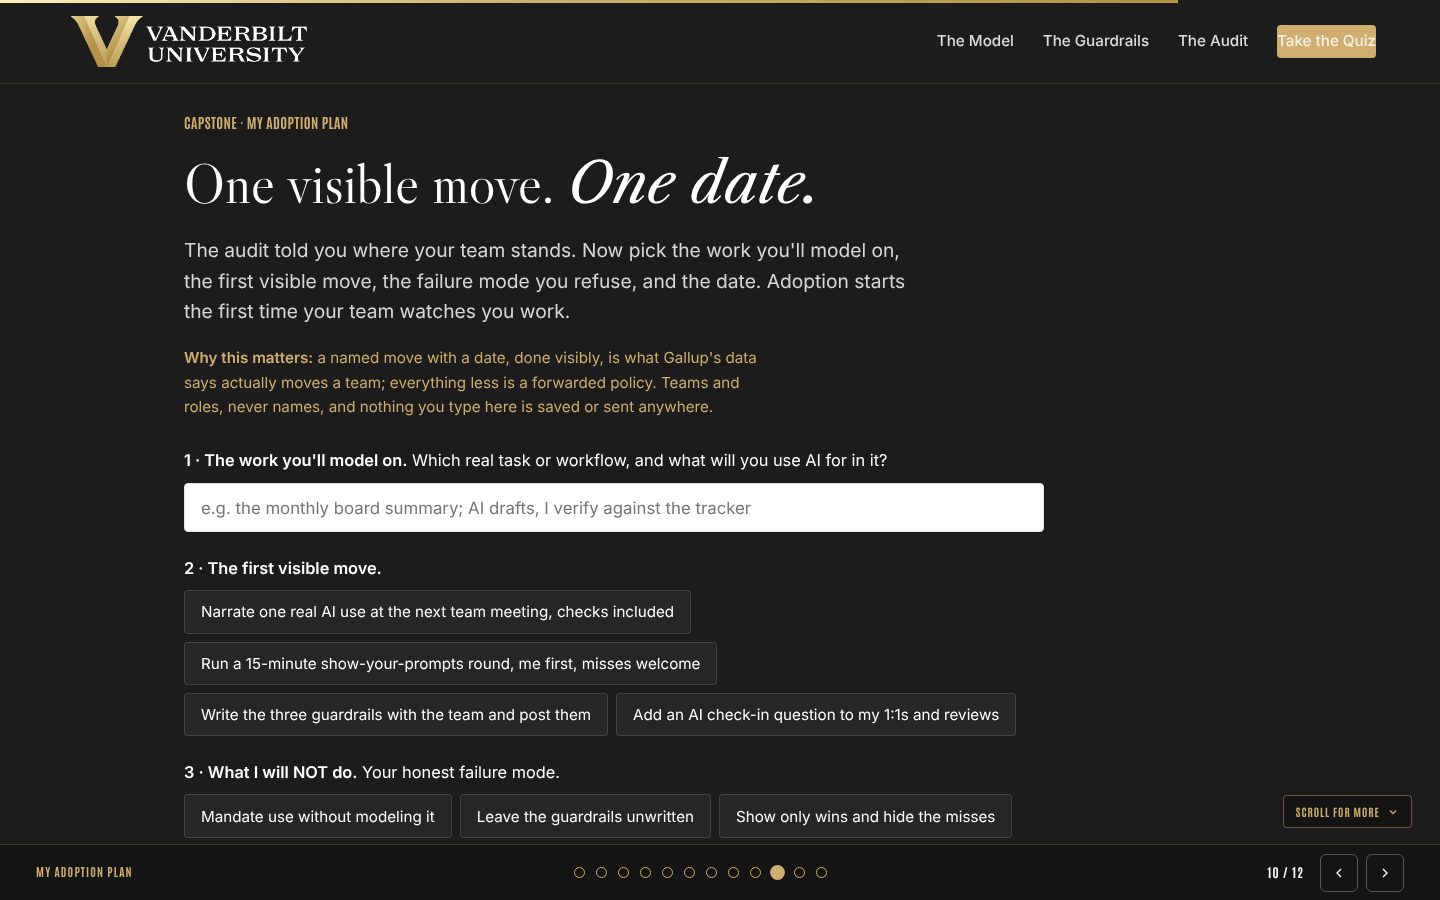 VANDERBILT
UNIVERSITY
The Model
The Guardrails
The Audit
Take the Quiz
CAPSTONE · MY ADOPTION PLAN
One visible move. One date.
The audit told you where your team stands. Now pick the work you'll model on,
the first visible move, the failure mode you refuse, and the date. Adoption starts
the first time your team watches you work.
Why this matters: a named move with a date, done visibly, is what Gallup's data
says actually moves a team; everything less is a forwarded policy. Teams and
roles, never names, and nothing you type here is saved or sent anywhere.
1 · The work you'll model on. Which real task or workflow, and what will you use AI for in it?
e.g. the monthly board summary; AI drafts, I verify against the tracker
2 · The first visible move.
Narrate one real AI use at the next team meeting, checks included
Run a 15-minute show-your-prompts round, me first, misses welcome
Write the three guardrails with the team and post them
Add an AI check-in question to my 1:1s and reviews
3 · What I will NOT do. Your honest failure mode.
Mandate use without modeling it
Leave the guardrails unwritten
Show only wins and hide the misses
SCROLL FOR MORE
MY ADOPTION PLAN
10 / 12